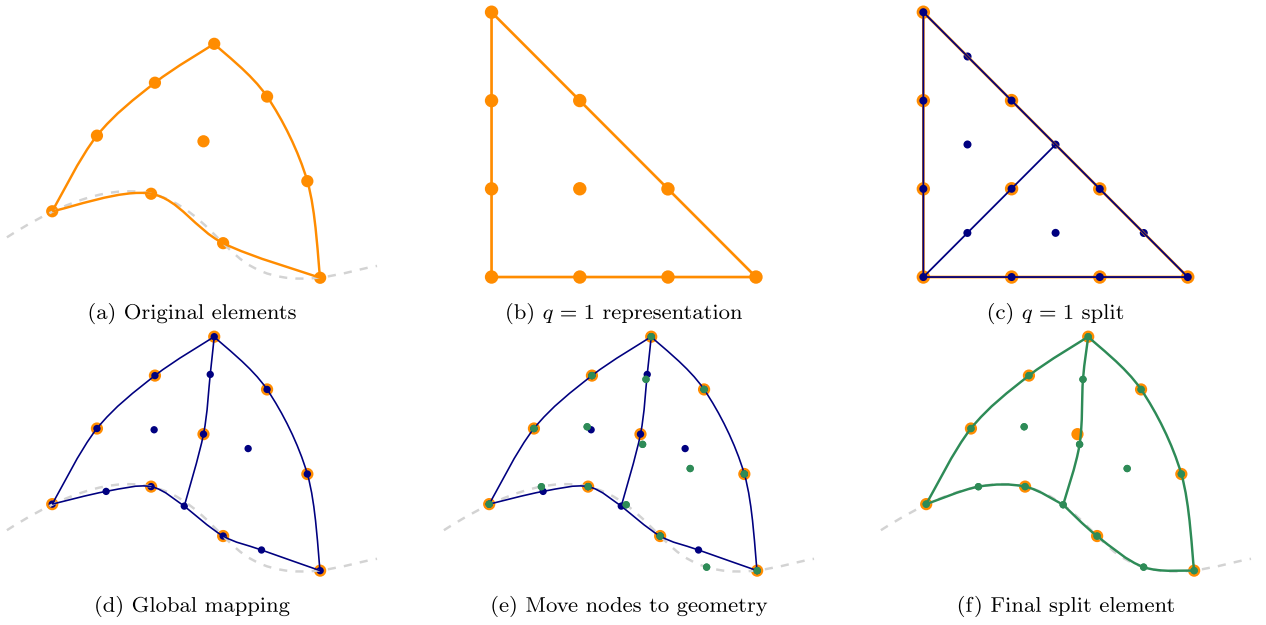 (a) Original elements
(b) q = 1 representation
(c) q = 1 split
(d) Global mapping
(e) Move nodes to geometry
(f) Final split element